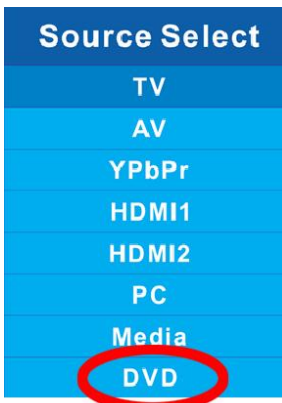 Source Select
TV
AV
YPbPr
HDMI1
HDMI2
PC
Media
DVD